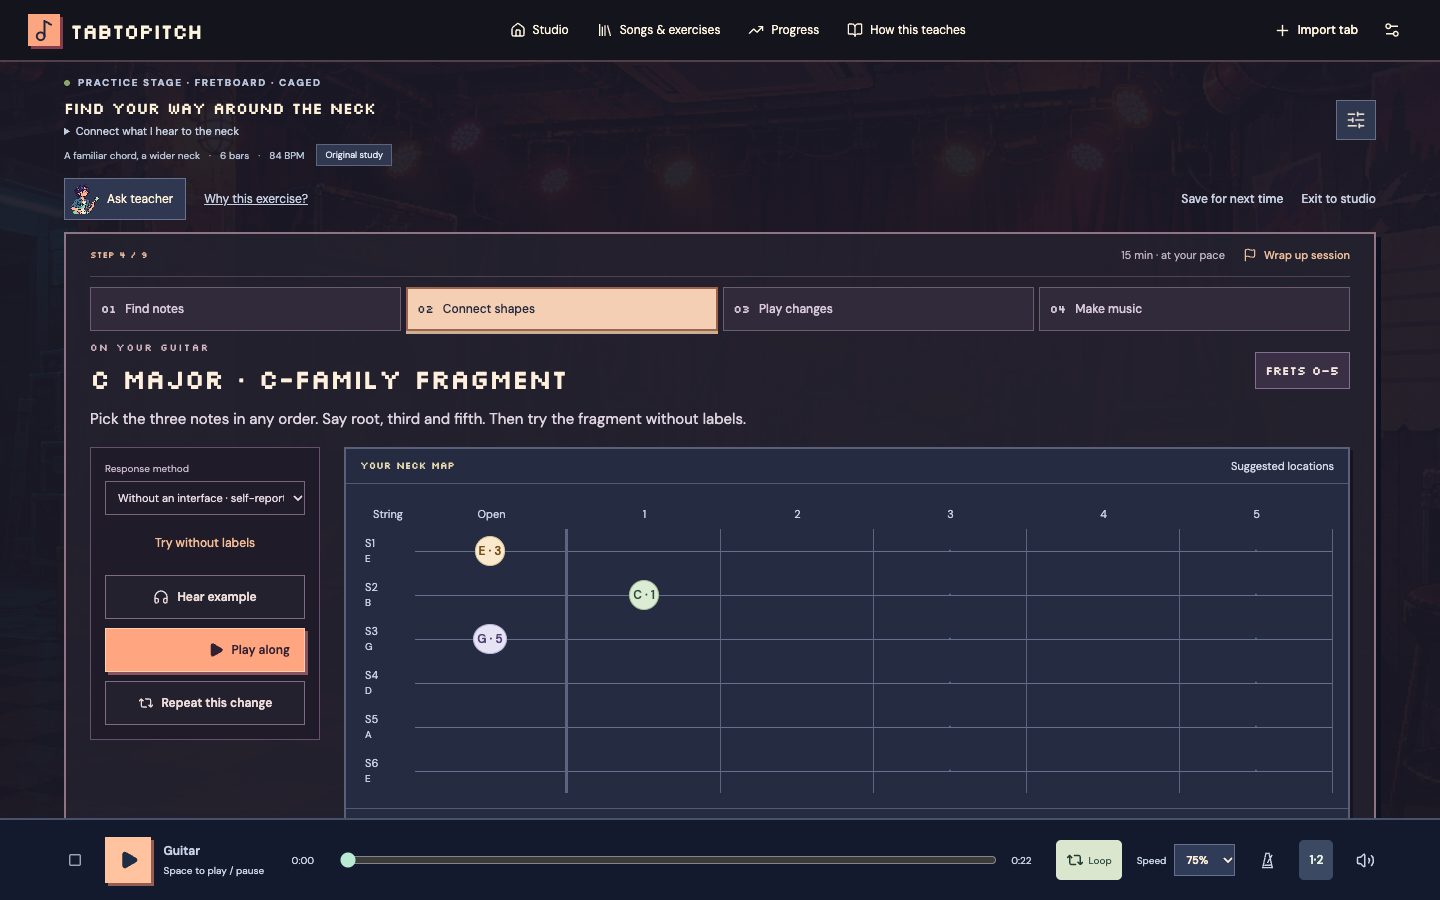 TABTOPITCH
Studio
Songs & exercises
Progress
How this teaches
Import tab
PRACTICE STAGE · FRETBOARD · CAGED
FIND YOUR WAY AROUND THE NECK
Connect what I hear to the neck
A familiar chord, a wider neck · 6 bars · 84 BPM
Original study
Ask teacher
Why this exercise?
Save for next time
Exit to studio
STEP 4 / 9
15 min · at your pace
Wrap up session
01 Find notes
02 Connect shapes
03 Play changes
04 Make music
ON YOUR GUITAR
C MAJOR · C-FAMILY FRAGMENT
FRETS 0-5
Pick the three notes in any order. Say root, third and fifth. Then try the fragment without labels.
Response method
Without an interface · self-report
Try without labels
Hear example
Play along
Repeat this change
YOUR NECK MAP
Suggested locations
String Open 1 2 3 4 5
S1
E
E · 3
S2
B
C · 1
S3
G
G · 5
S4
D
S5
A
S6
E
Guitar
Space to play / pause
0:00
0:22
Loop
Speed
75%
1·2